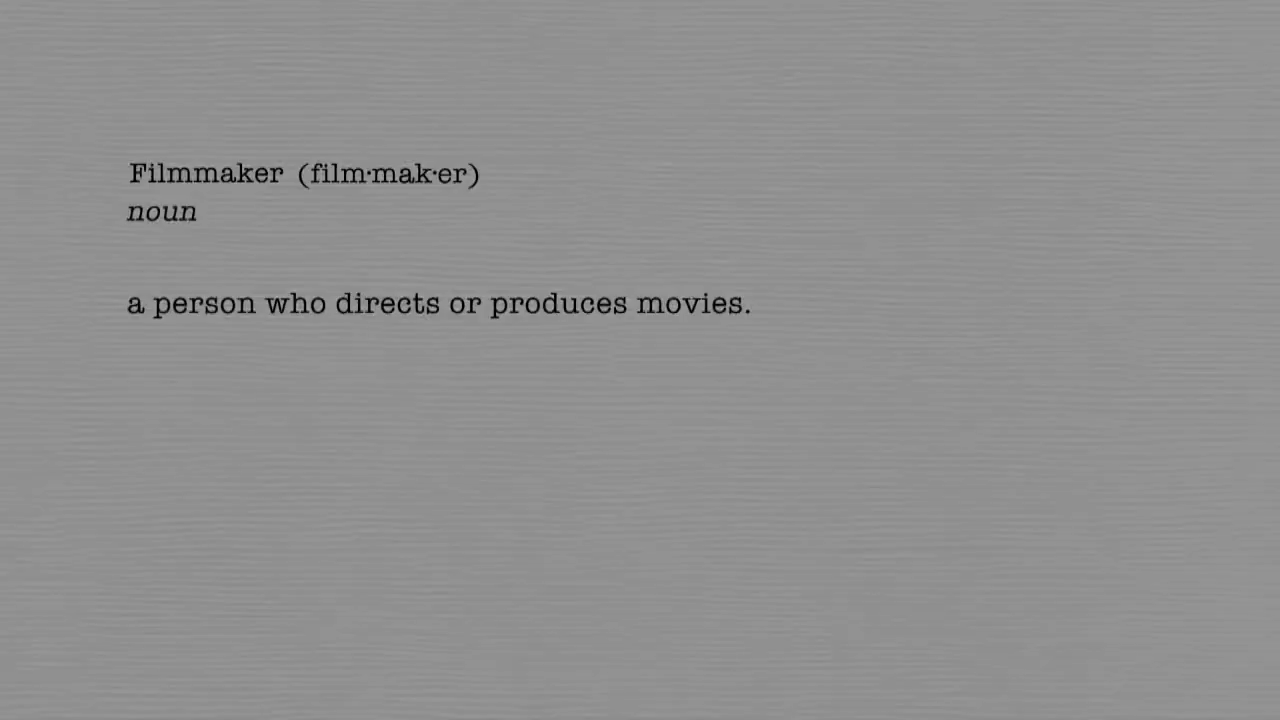 Filmmaker (film·mak·er)
noun
a person who directs or produces movies.